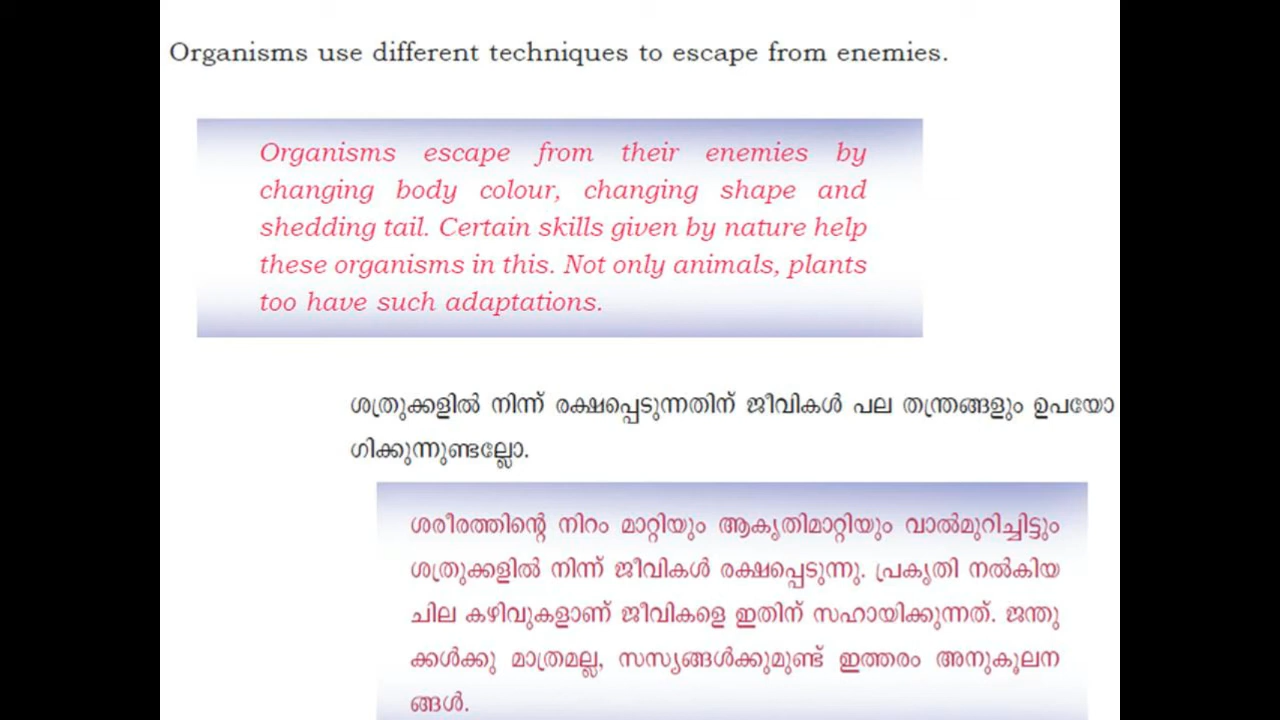 Organisms use different techniques to escape from enemies.
Organisms escape from their enemies by
changing body colour, changing shape and
shedding tail. Certain skills given by nature help
these organisms in this. Not only animals, plants
too have such adaptations.
ശത്രുക്കളിൽ നിന്ന് രക്ഷപ്പെടുന്നതിന് ജീവികൾ പല തന്ത്രങ്ങളും ഉപയോ
ഗിക്കുന്നുണ്ടല്ലോ.
ശരീരത്തിന്റെ നിറം മാറ്റിയും ആകൃതിമാറ്റിയും വാൽമുറിച്ചിട്ടും
ശത്രുക്കളിൽ നിന്ന് ജീവികൾ രക്ഷപ്പെടുന്നു. പ്രകൃതി നൽകിയ
ചില കഴിവുകളാണ് ജീവികളെ ഇതിന് സഹായിക്കുന്നത്. ജന്തു
ക്കൾക്കു മാത്രമല്ല, സസ്യങ്ങൾക്കുമുണ്ട് ഇത്തരം അനുകൂലന
ങ്ങൾ.